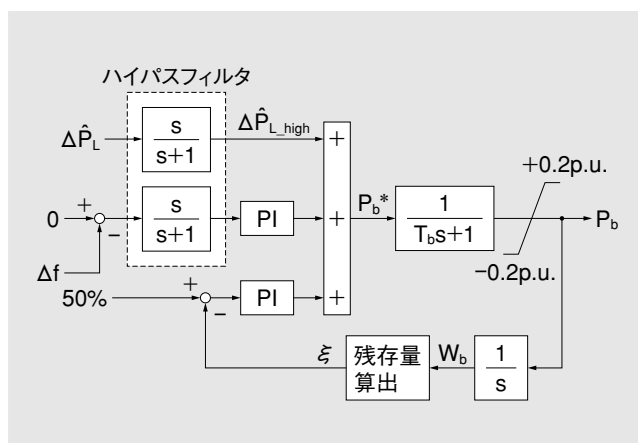 ハイパスフィルタ
ΔP̂L
s
s+1
ΔP̂L_high
+
0
+
−
s
s+1
PI
+
Pb*
1
Tbs+1
+0.2p.u.
−0.2p.u.
Pb
Δf
50%
+
−
PI
+
ξ
残存量
算出
Wb
1
s